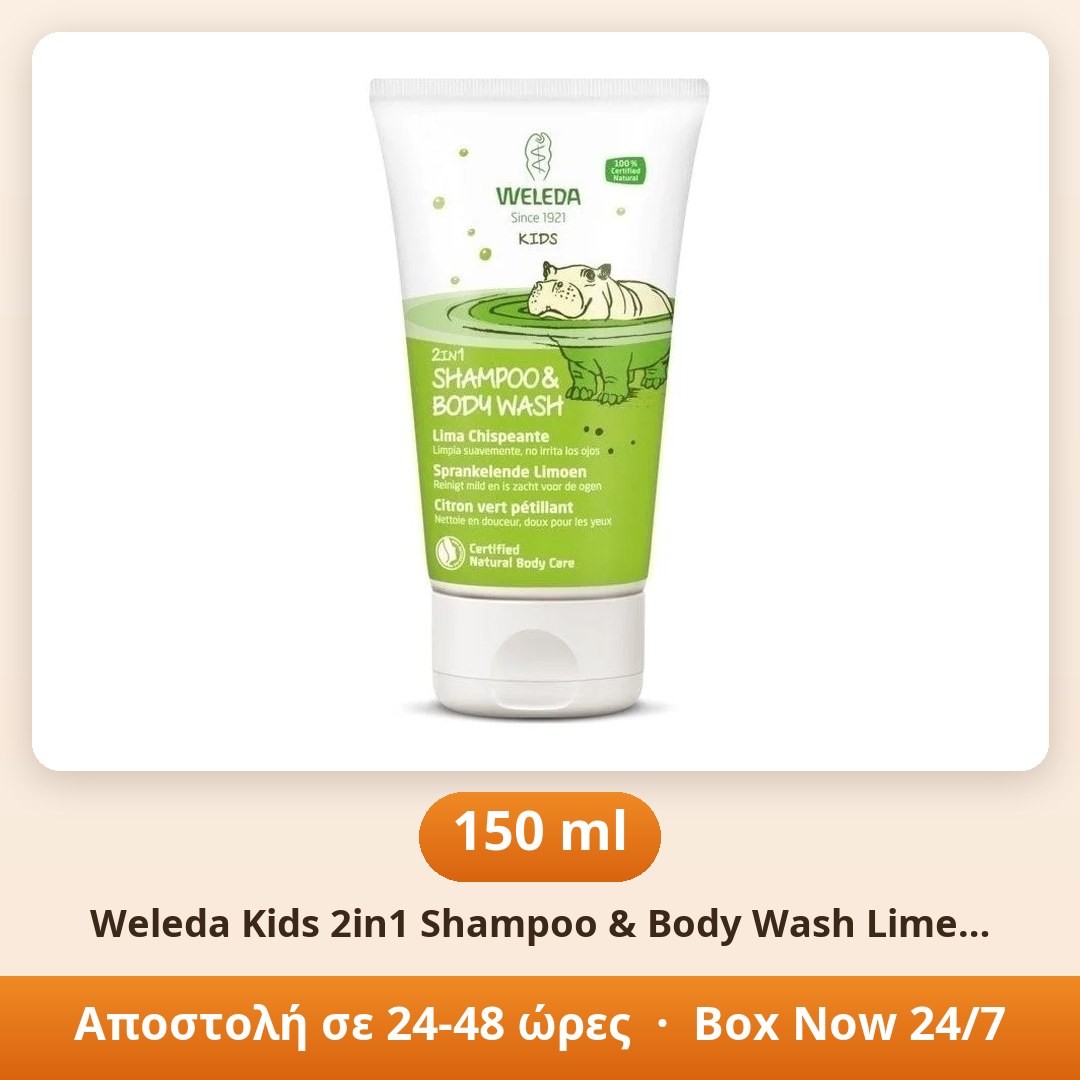 WELEDA
Since 1921
KIDS
100 %
Certified
Natural
2IN1
SHAMPOO &
BODY WASH
Lima Chispeante
Limpia suavemente, no irrita los ojos
Sprankelende Limoen
Reinigt mild en is zacht voor de ogen
Citron vert pétillant
Nettoie en douceur, doux pour les yeux
Certified
Natural Body Care
150 ml
Weleda Kids 2in1 Shampoo & Body Wash Lime...
Αποστολή σε 24-48 ώρες · Box Now 24/7